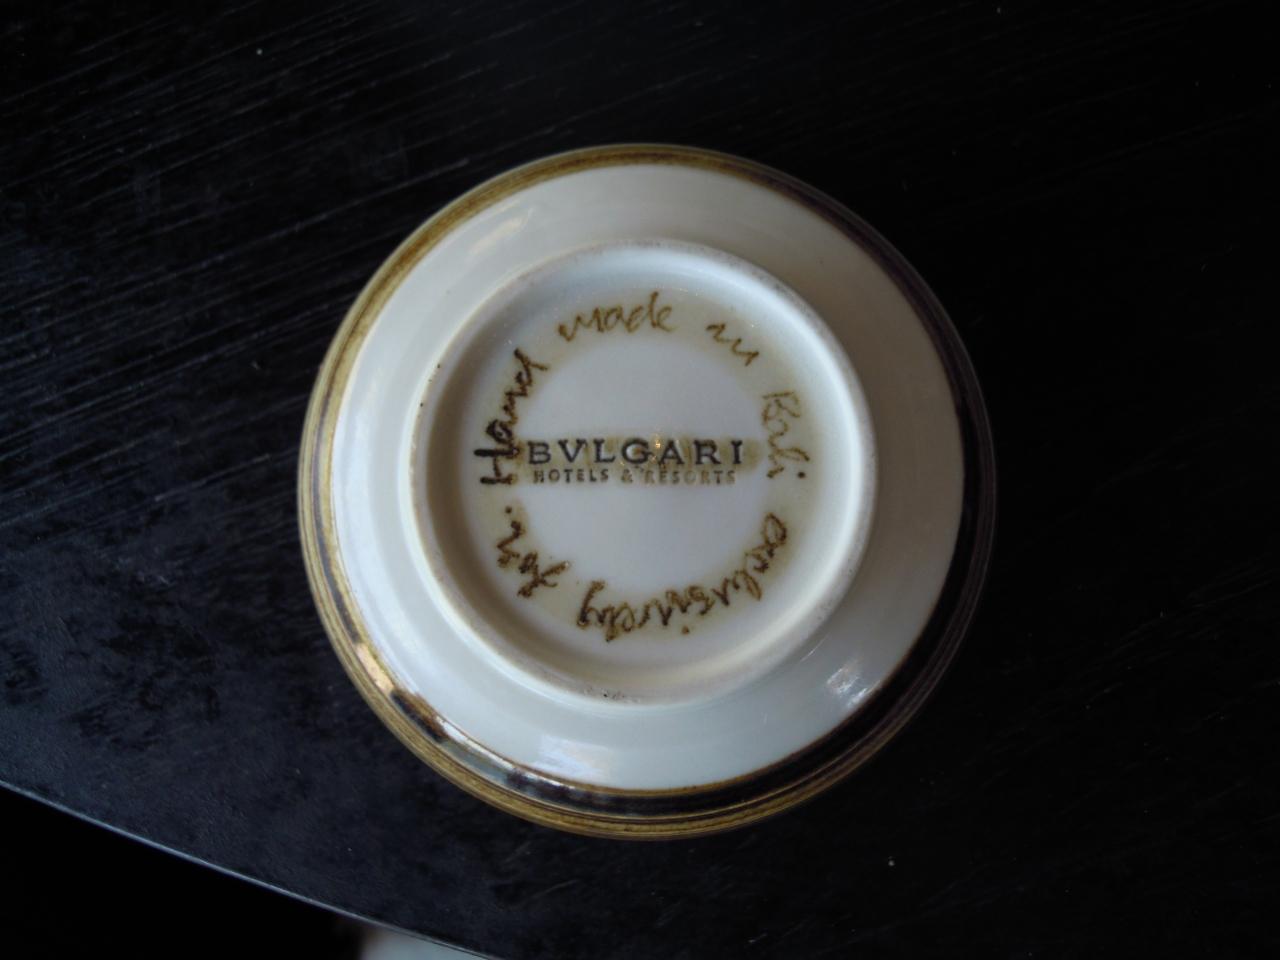 Hand made in Bali exclusively for.
BVLGARI
HOTELS & RESORTS